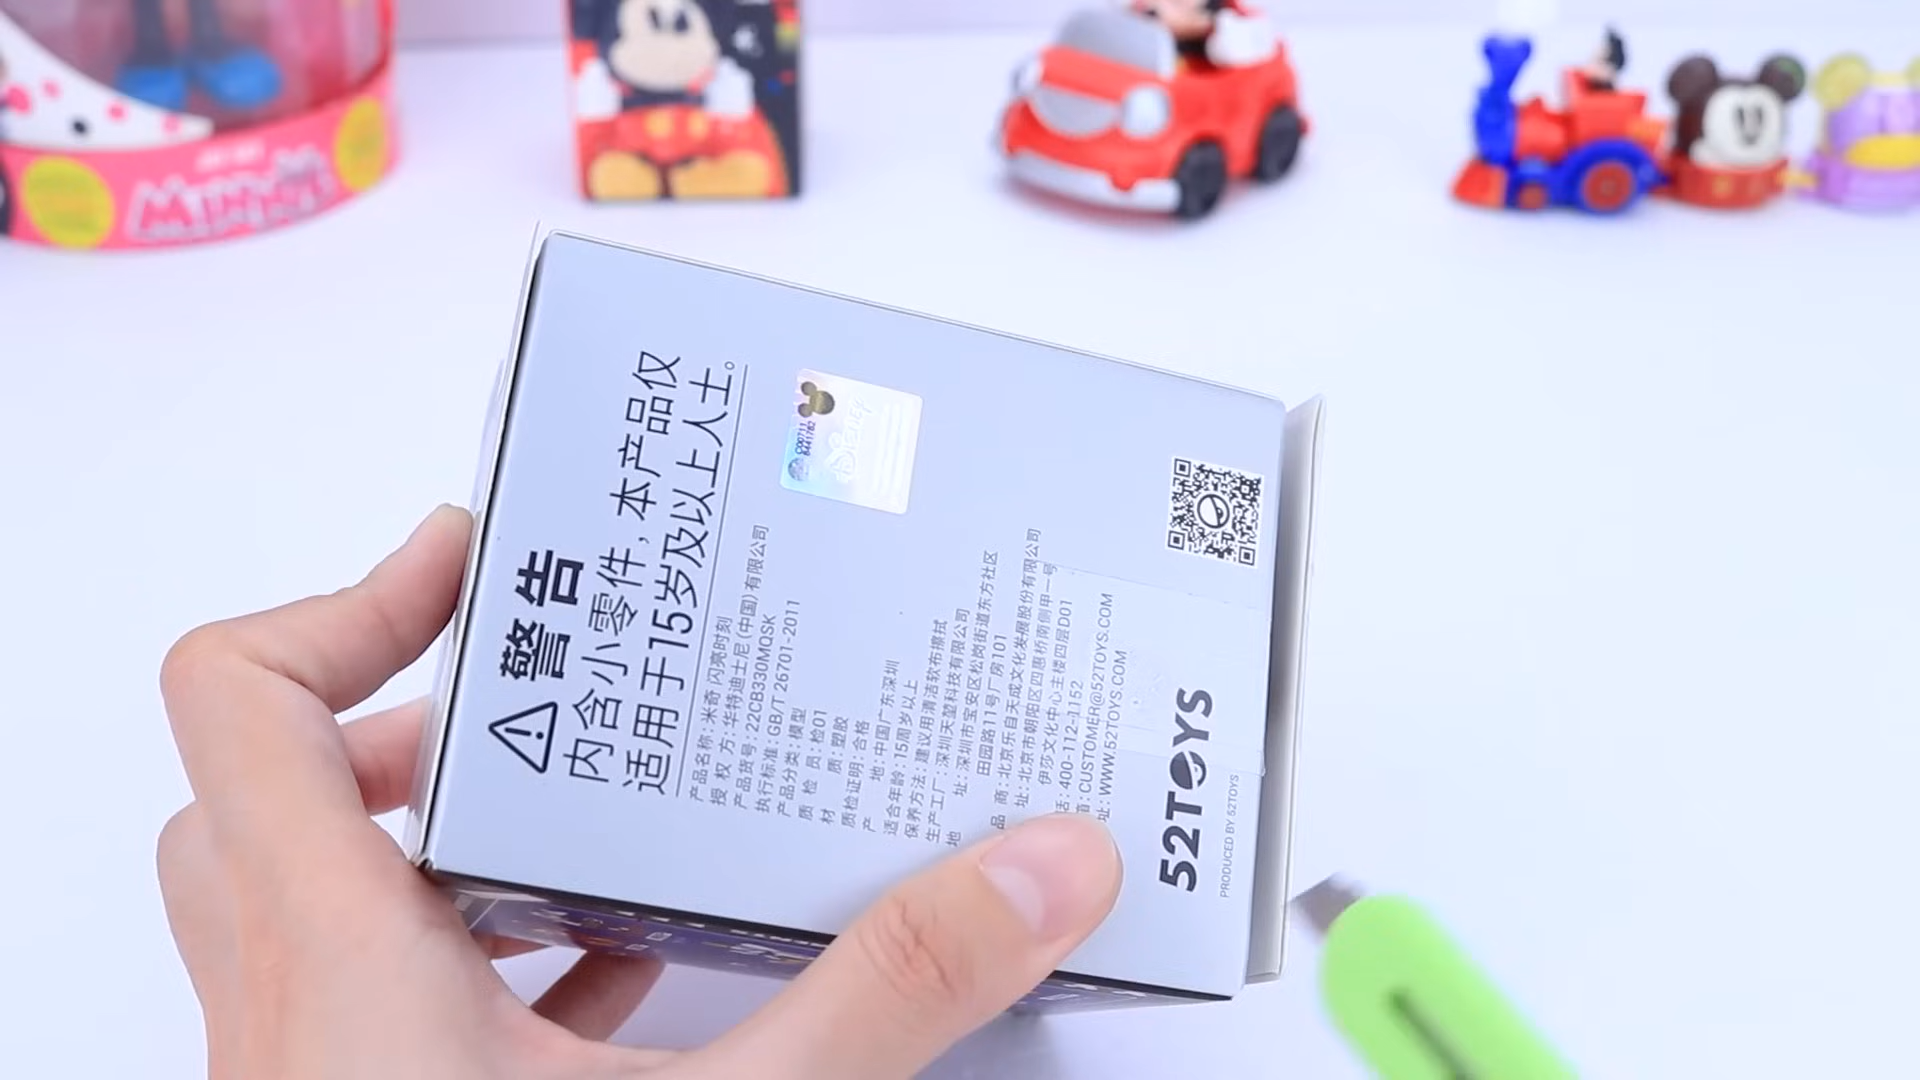 MINNIE
警告
内含小零件，本产品仅
适用于15岁及以上人士。
产品名称：米奇 闪亮时刻
授 权 方：华特迪士尼（中国）有限公司
产品货号：22CB330MQSK
执行标准：GB/T 26701-2011
产品分类：模型
质 检 员：检01
材 质：塑胶
质检证明：合格
产 地：中国广东深圳
适合年龄：15周岁以上
保养方法：建议用清洁软布擦拭
生产工厂：深圳天堃科技有限公司
地 址：深圳市宝安区松岗街道东方社区
田园路11号厂房101
品 商：北京乐自天成文化发展股份有限公司
址：北京市朝阳区四惠桥南侧甲一号
伊莎文化中心主楼四层D01
话：400-112-1152
箱：CUSTOMER@52TOYS.COM
址：WWW.52TOYS.COM
Disney
C00711
6441782
52TOYS
PRODUCED BY 52TOYS